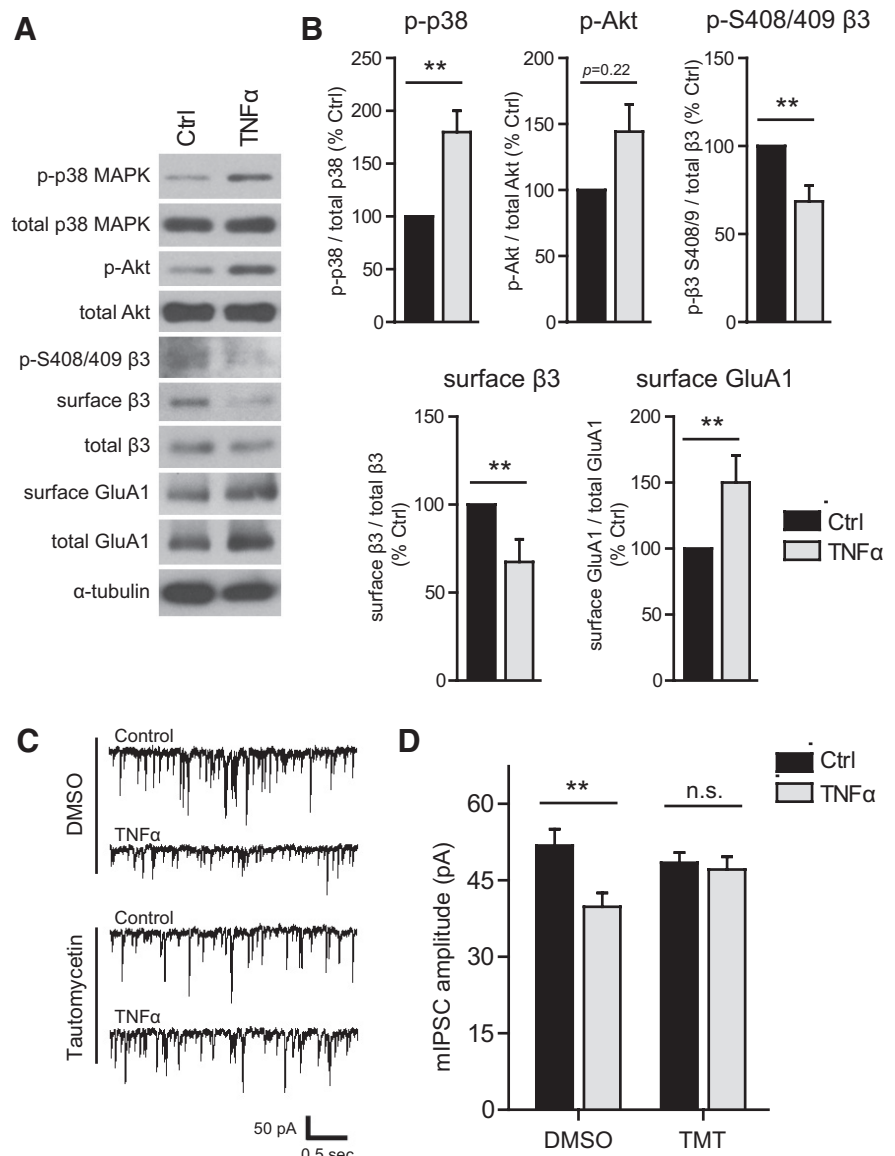 A
Ctrl
TNFα
p-p38 MAPK
total p38 MAPK
p-Akt
total Akt
p-S408/409 β3
surface β3
total β3
surface GluA1
total GluA1
α-tubulin
B
p-p38
p-p38 / total p38 (% Ctrl)
250
200
150
100
50
0
**
p-Akt
p-Akt / total Akt (% Ctrl)
200
150
100
50
0
p=0.22
p-S408/409 β3
p-β3 S408/9 / total β3 (% Ctrl)
150
100
50
0
**
surface β3
surface β3 / total β3
(% Ctrl)
150
100
50
0
**
surface GluA1
surface GluA1 / total GluA1
(% Ctrl)
200
150
100
50
0
**
Ctrl
TNFα
C
DMSO
Control
TNFα
Tautomycetin
Control
TNFα
50 pA
0.5 sec
D
mIPSC amplitude (pA)
60
45
30
15
0
**
n.s.
DMSO
TMT
Ctrl
TNFα